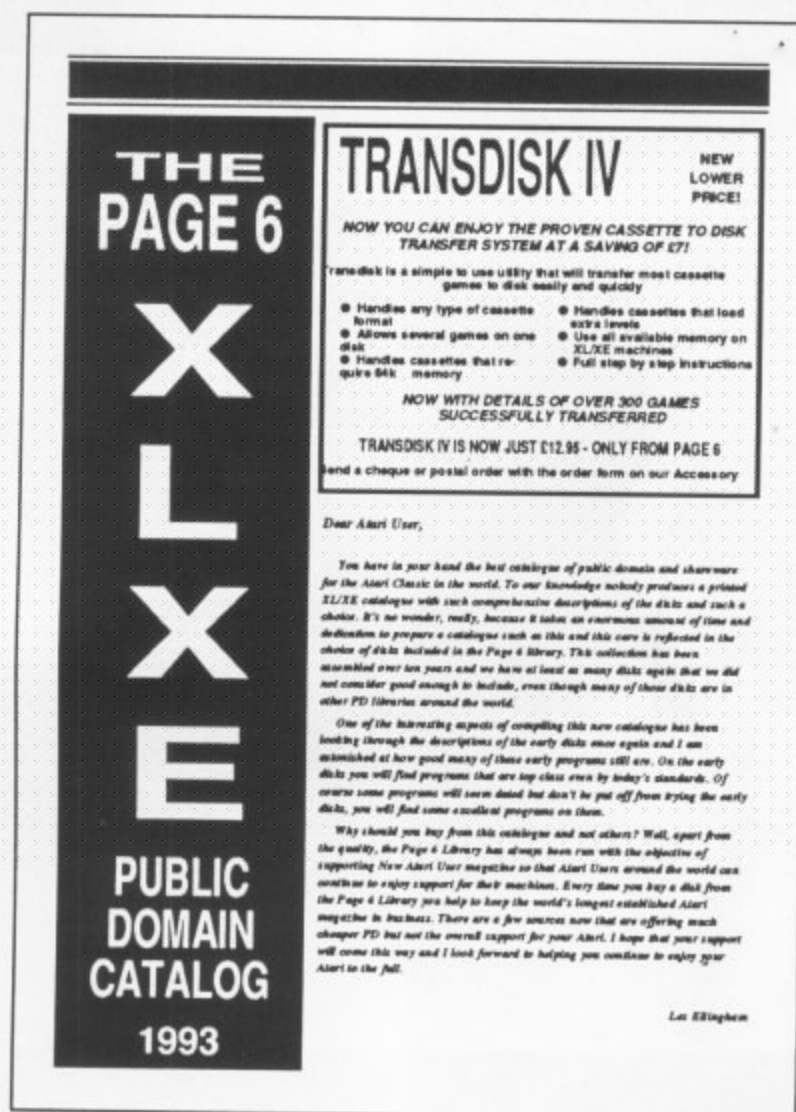 THE
PAGE 6
X
L
X
E
PUBLIC
DOMAIN
CATALOG
1993
TRANSDISK IV
NEW
LOWER
PRICE!
NOW YOU CAN ENJOY THE PROVEN CASSETTE TO DISK
TRANSFER SYSTEM AT A SAVING OF £7!
Transdisk is a simple to use utility that will transfer most cassette
games to disk easily and quickly
● Handles any type of cassette
format
● Allows several games on one
disk
● Handles cassettes that re-
quire 64k memory
● Handles cassettes that load
extra levels
● Use all available memory on
XL/XE machines
● Full step by step instructions
NOW WITH DETAILS OF OVER 300 GAMES
SUCCESSFULLY TRANSFERRED
TRANSDISK IV IS NOW JUST £12.95 - ONLY FROM PAGE 6
Send a cheque or postal order with the order form on our Accessory
Dear Atari User,
You have in your hand the best catalogue of public domain and shareware
for the Atari Classic in the world. To our knowledge nobody produces a printed
XL/XE catalogue with such comprehensive descriptions of the disks and such a
choice. It's no wonder, really, because it takes an enormous amount of time and
dedication to prepare a catalogue such as this and this care is reflected in the
choice of disks included in the Page 6 library. This collection has been
assembled over ten years and we have at least as many disks again that we did
not consider good enough to include, even though many of those disks are in
other PD libraries around the world.
One of the interesting aspects of compiling this new catalogue has been
looking through the descriptions of the early disks once again and I am
astonished at how good many of these early programs still are. On the early
disks you will find programs that are top class even by today's standards. Of
course some programs will seem dated but don't be put off from trying the early
disks, you will find some excellent programs on them.
Why should you buy from this catalogue and not others? Well, apart from
the quality, the Page 6 Library has always been run with the objective of
supporting New Atari User magazine so that Atari Users around the world can
continue to enjoy support for their machines. Every time you buy a disk from
the Page 6 Library you help to keep the world's longest established Atari
magazine in business. There are a few sources now that are offering much
cheaper PD but not the overall support for your Atari. I hope that your support
will come this way and I look forward to helping you continue to enjoy your
Atari to the full.
Les Ellingham